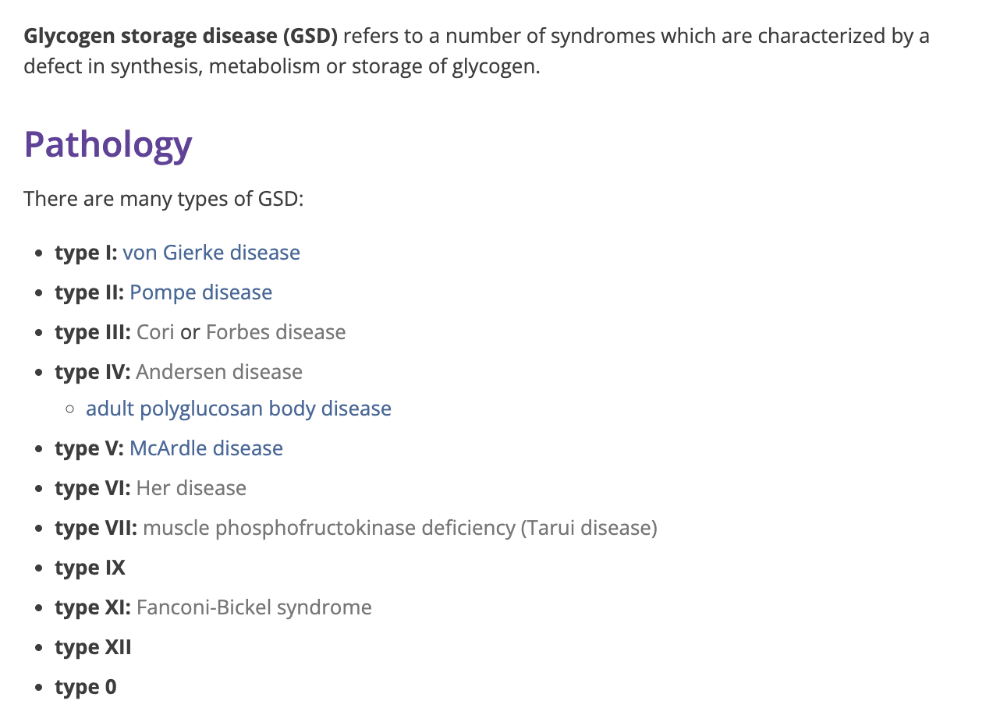 Glycogen storage disease (GSD) refers to a number of syndromes which are characterized by a
defect in synthesis, metabolism or storage of glycogen.
Pathology
There are many types of GSD:
• type I: von Gierke disease
• type II: Pompe disease
• type III: Cori or Forbes disease
• type IV: Andersen disease
○ adult polyglucosan body disease
• type V: McArdle disease
• type VI: Her disease
• type VII: muscle phosphofructokinase deficiency (Tarui disease)
• type IX
• type XI: Fanconi-Bickel syndrome
• type XII
• type 0